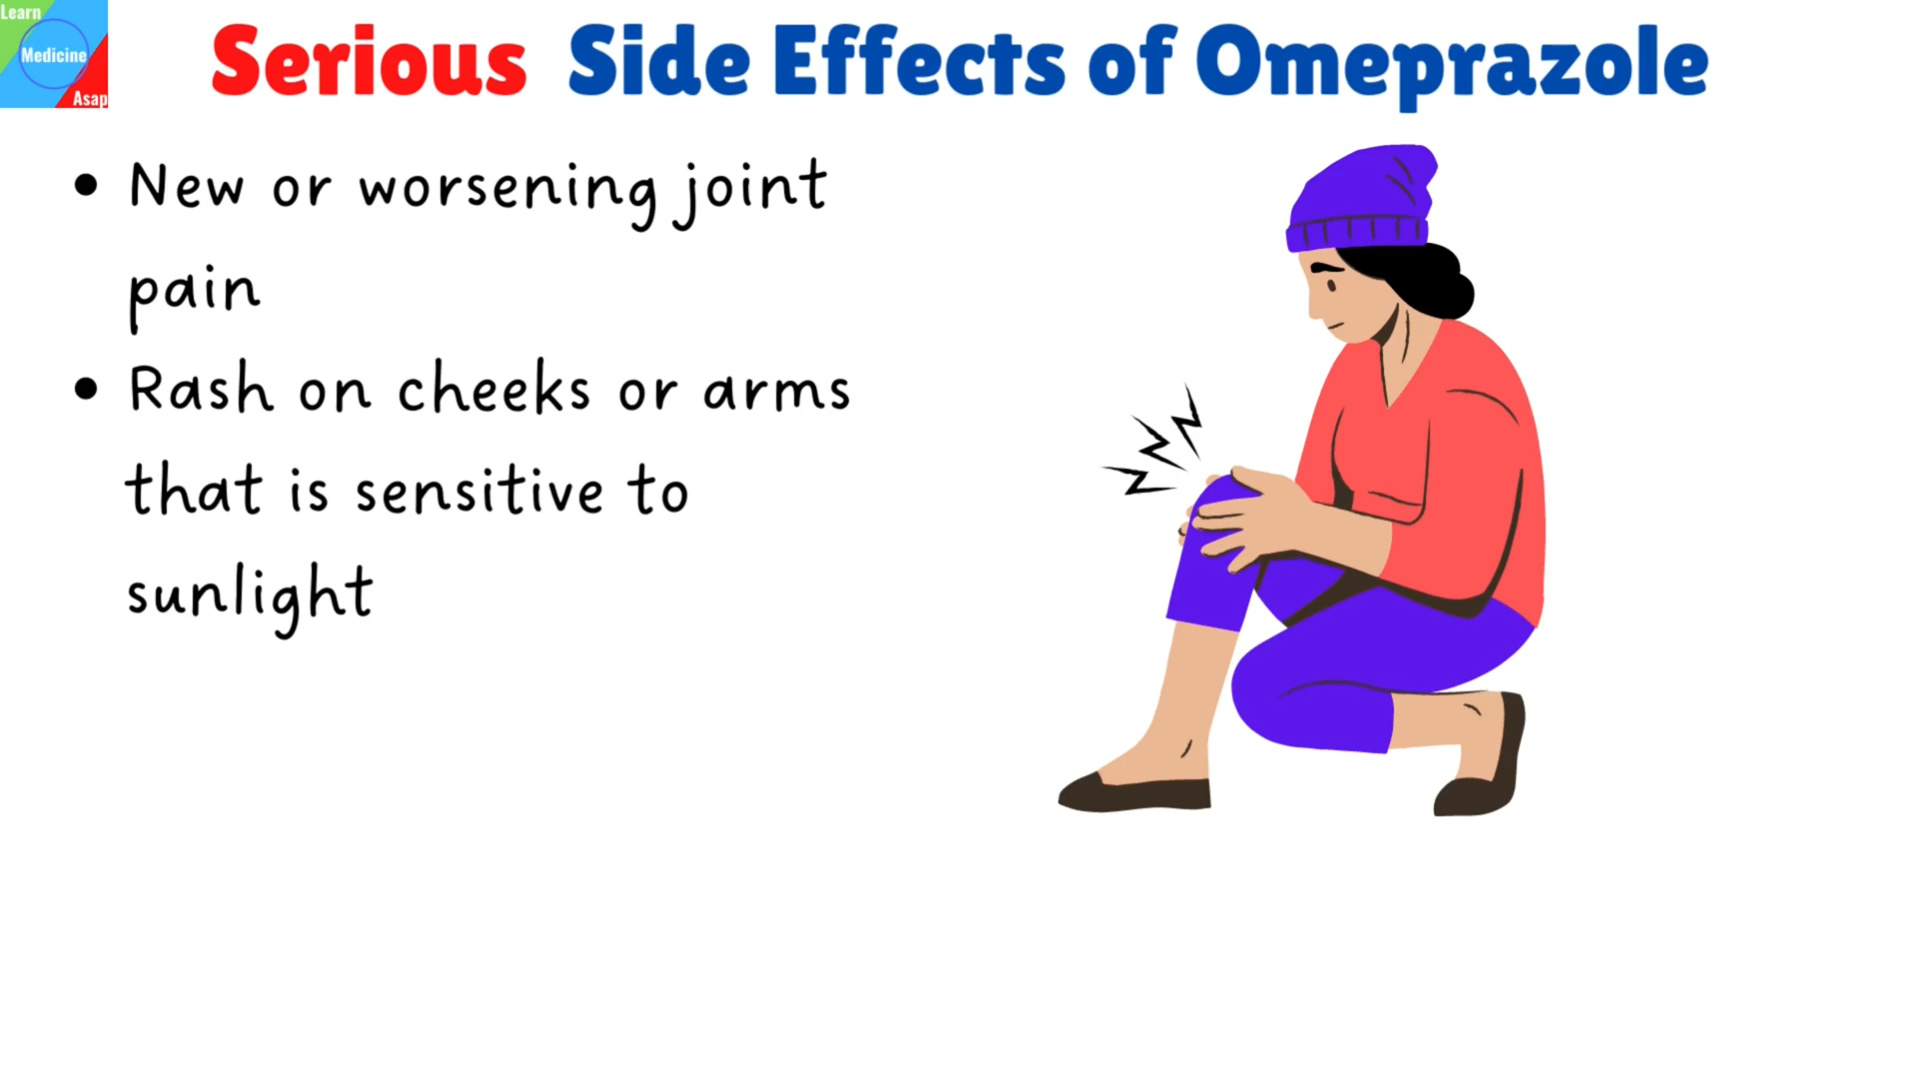 Learn
Medicine
Asap
Serious Side Effects of Omeprazole
• New or worsening joint
pain
• Rash on cheeks or arms
that is sensitive to
sunlight